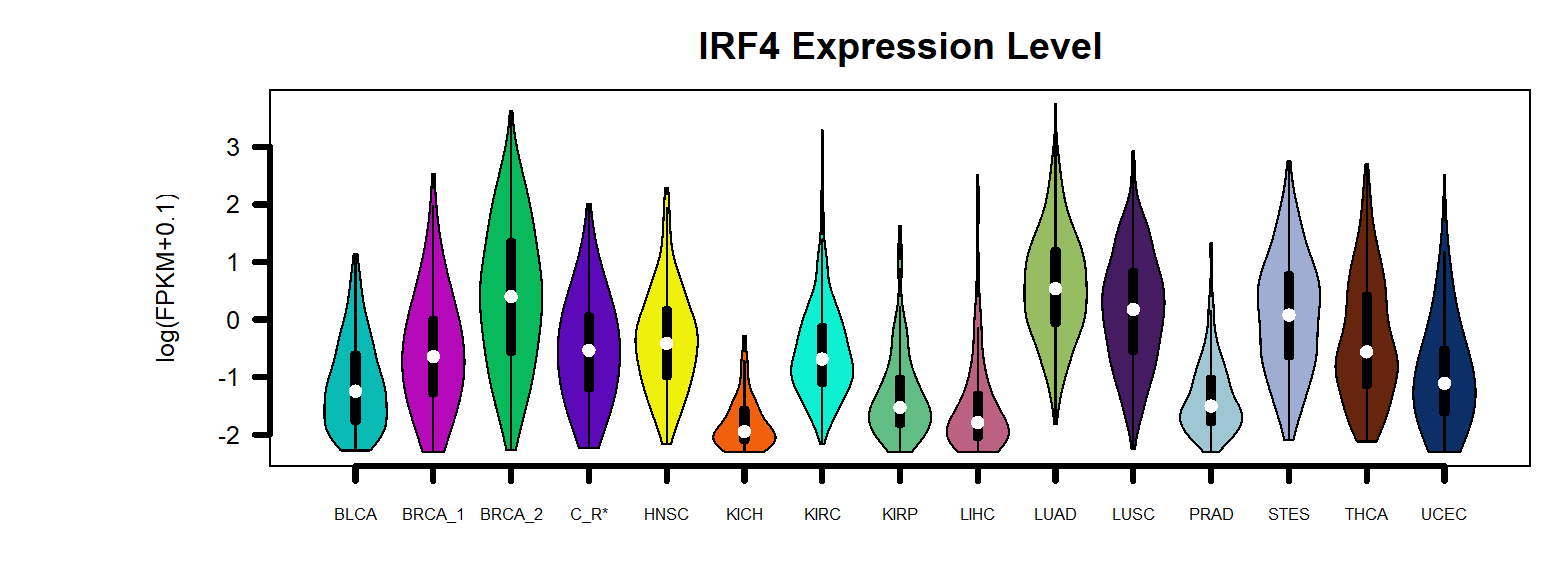 IRF4 Expression Level
log(FPKM+0.1)
3
2
1
0
-1
-2
BLCA BRCA_1 BRCA_2 C_R* HNSC KICH KIRC KIRP LIHC LUAD LUSC PRAD STES THCA UCEC